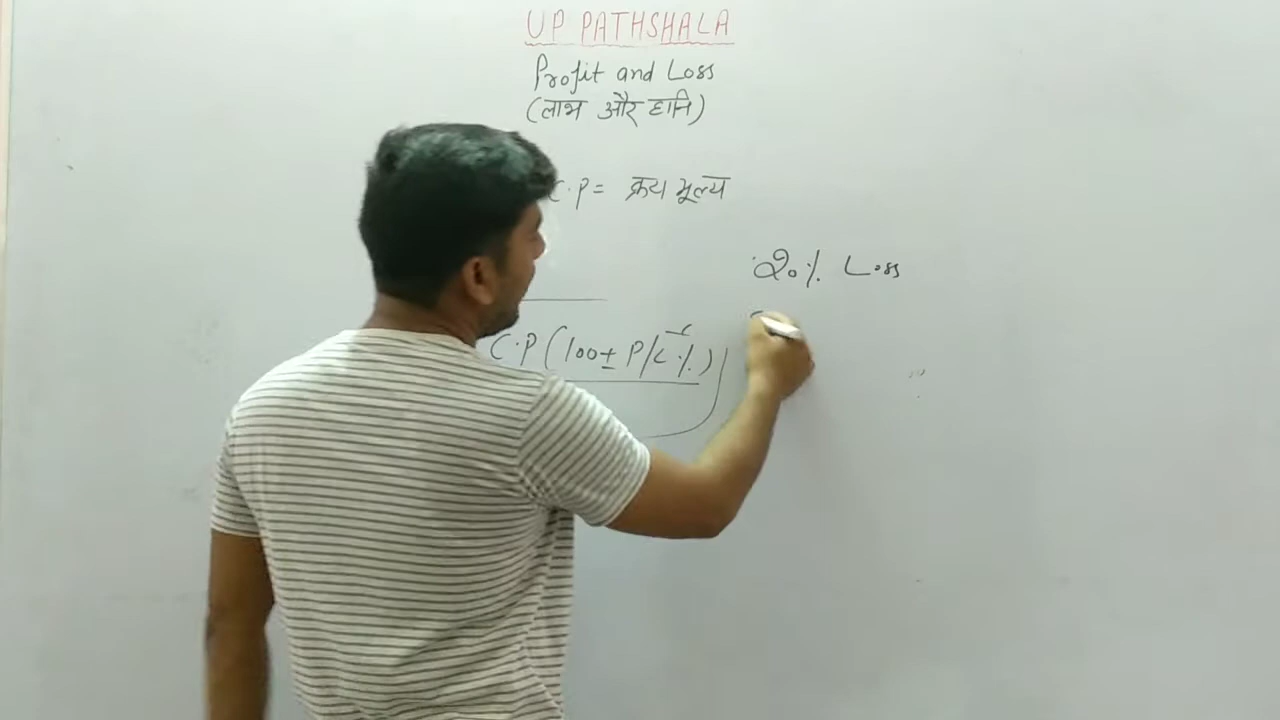 UP PATHSHALA
Profit and Loss
(लाभ और हानि)
C.P = क्रय मूल्य
20% Loss
C.P (100± P/L %)